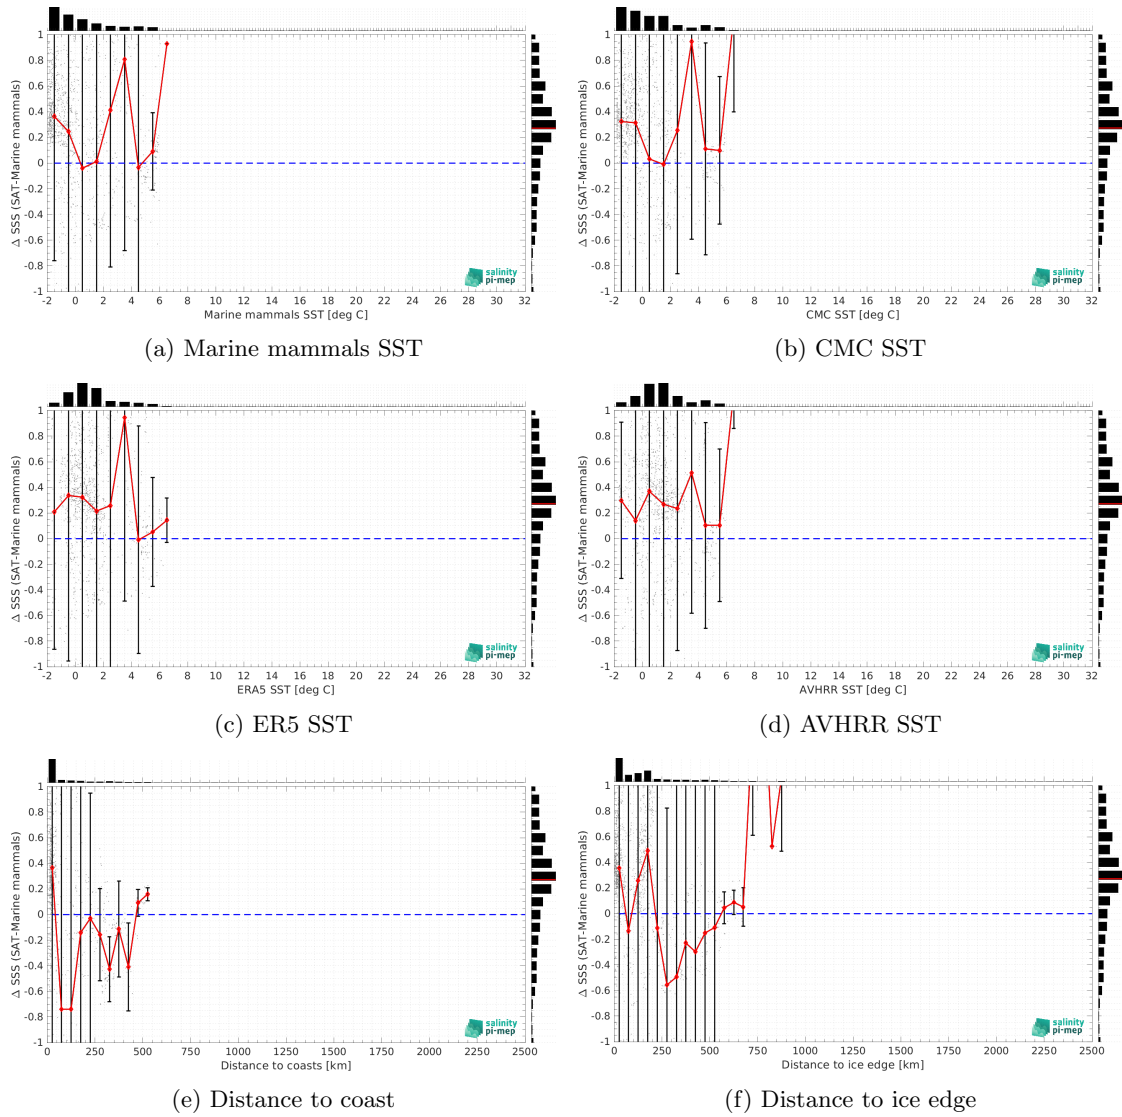 1
0.8
0.6
0.4
0.2
0
-0.2
-0.4
-0.6
-0.8
-1
Δ SSS (SAT-Marine mammals)
salinity
pi-mep
-2 0 2 4 6 8 10 12 14 16 18 20 22 24 26 28 30 32
Marine mammals SST [deg C]
(a) Marine mammals SST
1
0.8
0.6
0.4
0.2
0
-0.2
-0.4
-0.6
-0.8
-1
Δ SSS (SAT-Marine mammals)
salinity
pi-mep
-2 0 2 4 6 8 10 12 14 16 18 20 22 24 26 28 30 32
CMC SST [deg C]
(b) CMC SST
1
0.8
0.6
0.4
0.2
0
-0.2
-0.4
-0.6
-0.8
-1
Δ SSS (SAT-Marine mammals)
salinity
pi-mep
-2 0 2 4 6 8 10 12 14 16 18 20 22 24 26 28 30 32
ERA5 SST [deg C]
(c) ER5 SST
1
0.8
0.6
0.4
0.2
0
-0.2
-0.4
-0.6
-0.8
-1
Δ SSS (SAT-Marine mammals)
salinity
pi-mep
-2 0 2 4 6 8 10 12 14 16 18 20 22 24 26 28 30 32
AVHRR SST [deg C]
(d) AVHRR SST
1
0.8
0.6
0.4
0.2
0
-0.2
-0.4
-0.6
-0.8
-1
Δ SSS (SAT-Marine mammals)
salinity
pi-mep
0 250 500 750 1000 1250 1500 1750 2000 2250 2500
Distance to coasts [km]
(e) Distance to coast
1
0.8
0.6
0.4
0.2
0
-0.2
-0.4
-0.6
-0.8
-1
Δ SSS (SAT-Marine mammals)
salinity
pi-mep
0 250 500 750 1000 1250 1500 1750 2000 2250 2500
Distance to ice edge [km]
(f) Distance to ice edge